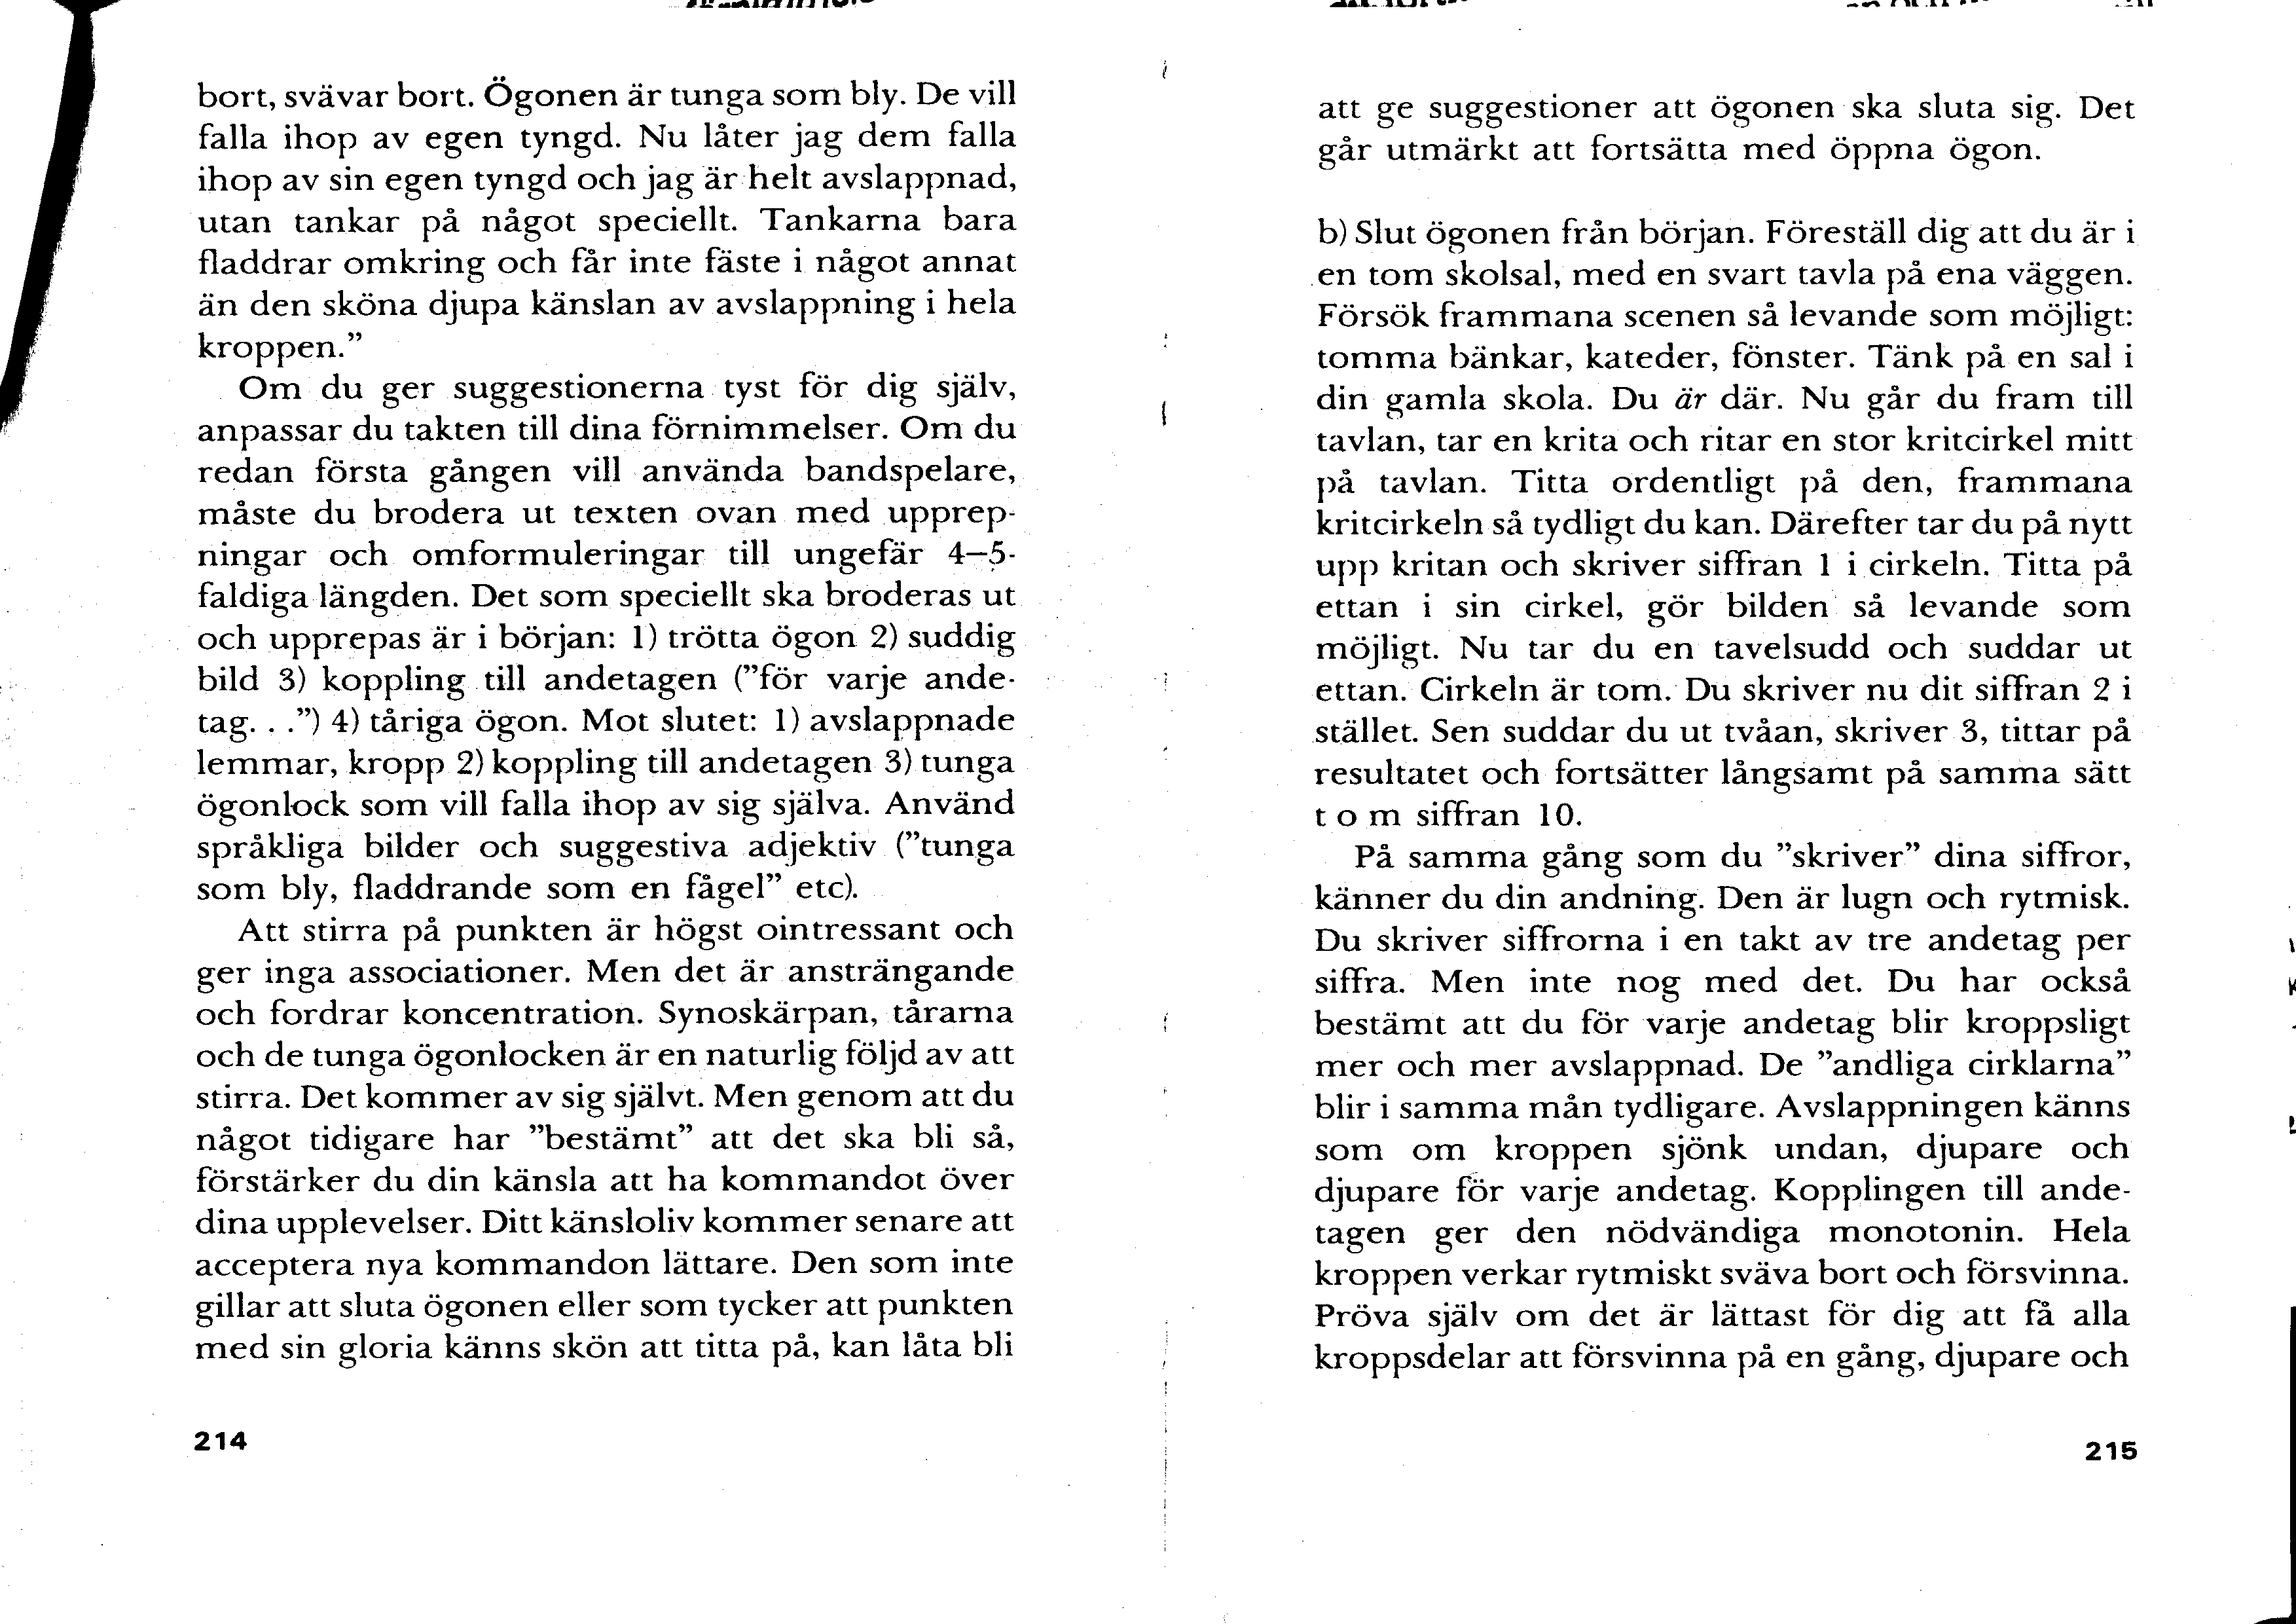 bort, svävar bort. Ögonen är tunga som bly. De vill
falla ihop av egen tyngd. Nu låter jag dem falla
ihop av sin egen tyngd och jag är helt avslappnad,
utan tankar på något speciellt. Tankarna bara
fladdrar omkring och får inte fäste i något annat
än den sköna djupa känslan av avslappning i hela
kroppen.”
Om du ger suggestionerna tyst för dig själv,
anpassar du takten till dina förnimmelser. Om du
redan första gången vill använda bandspelare,
måste du brodera ut texten ovan med upprep-
ningar och omformuleringar till ungefär 4–5-
faldiga längden. Det som speciellt ska broderas ut
och upprepas är i början: 1) trötta ögon 2) suddig
bild 3) koppling till andetagen (”för varje ande-
tag. . .”) 4) tåriga ögon. Mot slutet: 1) avslappnade
lemmar, kropp 2) koppling till andetagen 3) tunga
ögonlock som vill falla ihop av sig själva. Använd
språkliga bilder och suggestiva adjektiv (”tunga
som bly, fladdrande som en fågel” etc).
Att stirra på punkten är högst ointressant och
ger inga associationer. Men det är ansträngande
och fordrar koncentration. Synoskärpan, tårarna
och de tunga ögonlocken är en naturlig följd av att
stirra. Det kommer av sig självt. Men genom att du
något tidigare har ”bestämt” att det ska bli så,
förstärker du din känsla att ha kommandot över
dina upplevelser. Ditt känsloliv kommer senare att
acceptera nya kommandon lättare. Den som inte
gillar att sluta ögonen eller som tycker att punkten
med sin gloria känns skön att titta på, kan låta bli
214
att ge suggestioner att ögonen ska sluta sig. Det
går utmärkt att fortsätta med öppna ögon.
b) Slut ögonen från början. Föreställ dig att du är i
en tom skolsal, med en svart tavla på ena väggen.
Försök frammana scenen så levande som möjligt:
tomma bänkar, kateder, fönster. Tänk på en sal i
din gamla skola. Du är där. Nu går du fram till
tavlan, tar en krita och ritar en stor kritcirkel mitt
på tavlan. Titta ordentligt på den, frammana
kritcirkeln så tydligt du kan. Därefter tar du på nytt
upp kritan och skriver siffran 1 i cirkeln. Titta på
ettan i sin cirkel, gör bilden så levande som
möjligt. Nu tar du en tavelsudd och suddar ut
ettan. Cirkeln är tom. Du skriver nu dit siffran 2 i
stället. Sen suddar du ut tvåan, skriver 3, tittar på
resultatet och fortsätter långsamt på samma sätt
t o m siffran 10.
På samma gång som du ”skriver” dina siffror,
känner du din andning. Den är lugn och rytmisk.
Du skriver siffrorna i en takt av tre andetag per
siffra. Men inte nog med det. Du har också
bestämt att du för varje andetag blir kroppsligt
mer och mer avslappnad. De ”andliga cirklarna”
blir i samma mån tydligare. Avslappningen känns
som om kroppen sjönk undan, djupare och
djupare för varje andetag. Kopplingen till ande-
tagen ger den nödvändiga monotonin. Hela
kroppen verkar rytmiskt sväva bort och försvinna.
Pröva själv om det är lättast för dig att få alla
kroppsdelar att försvinna på en gång, djupare och
215